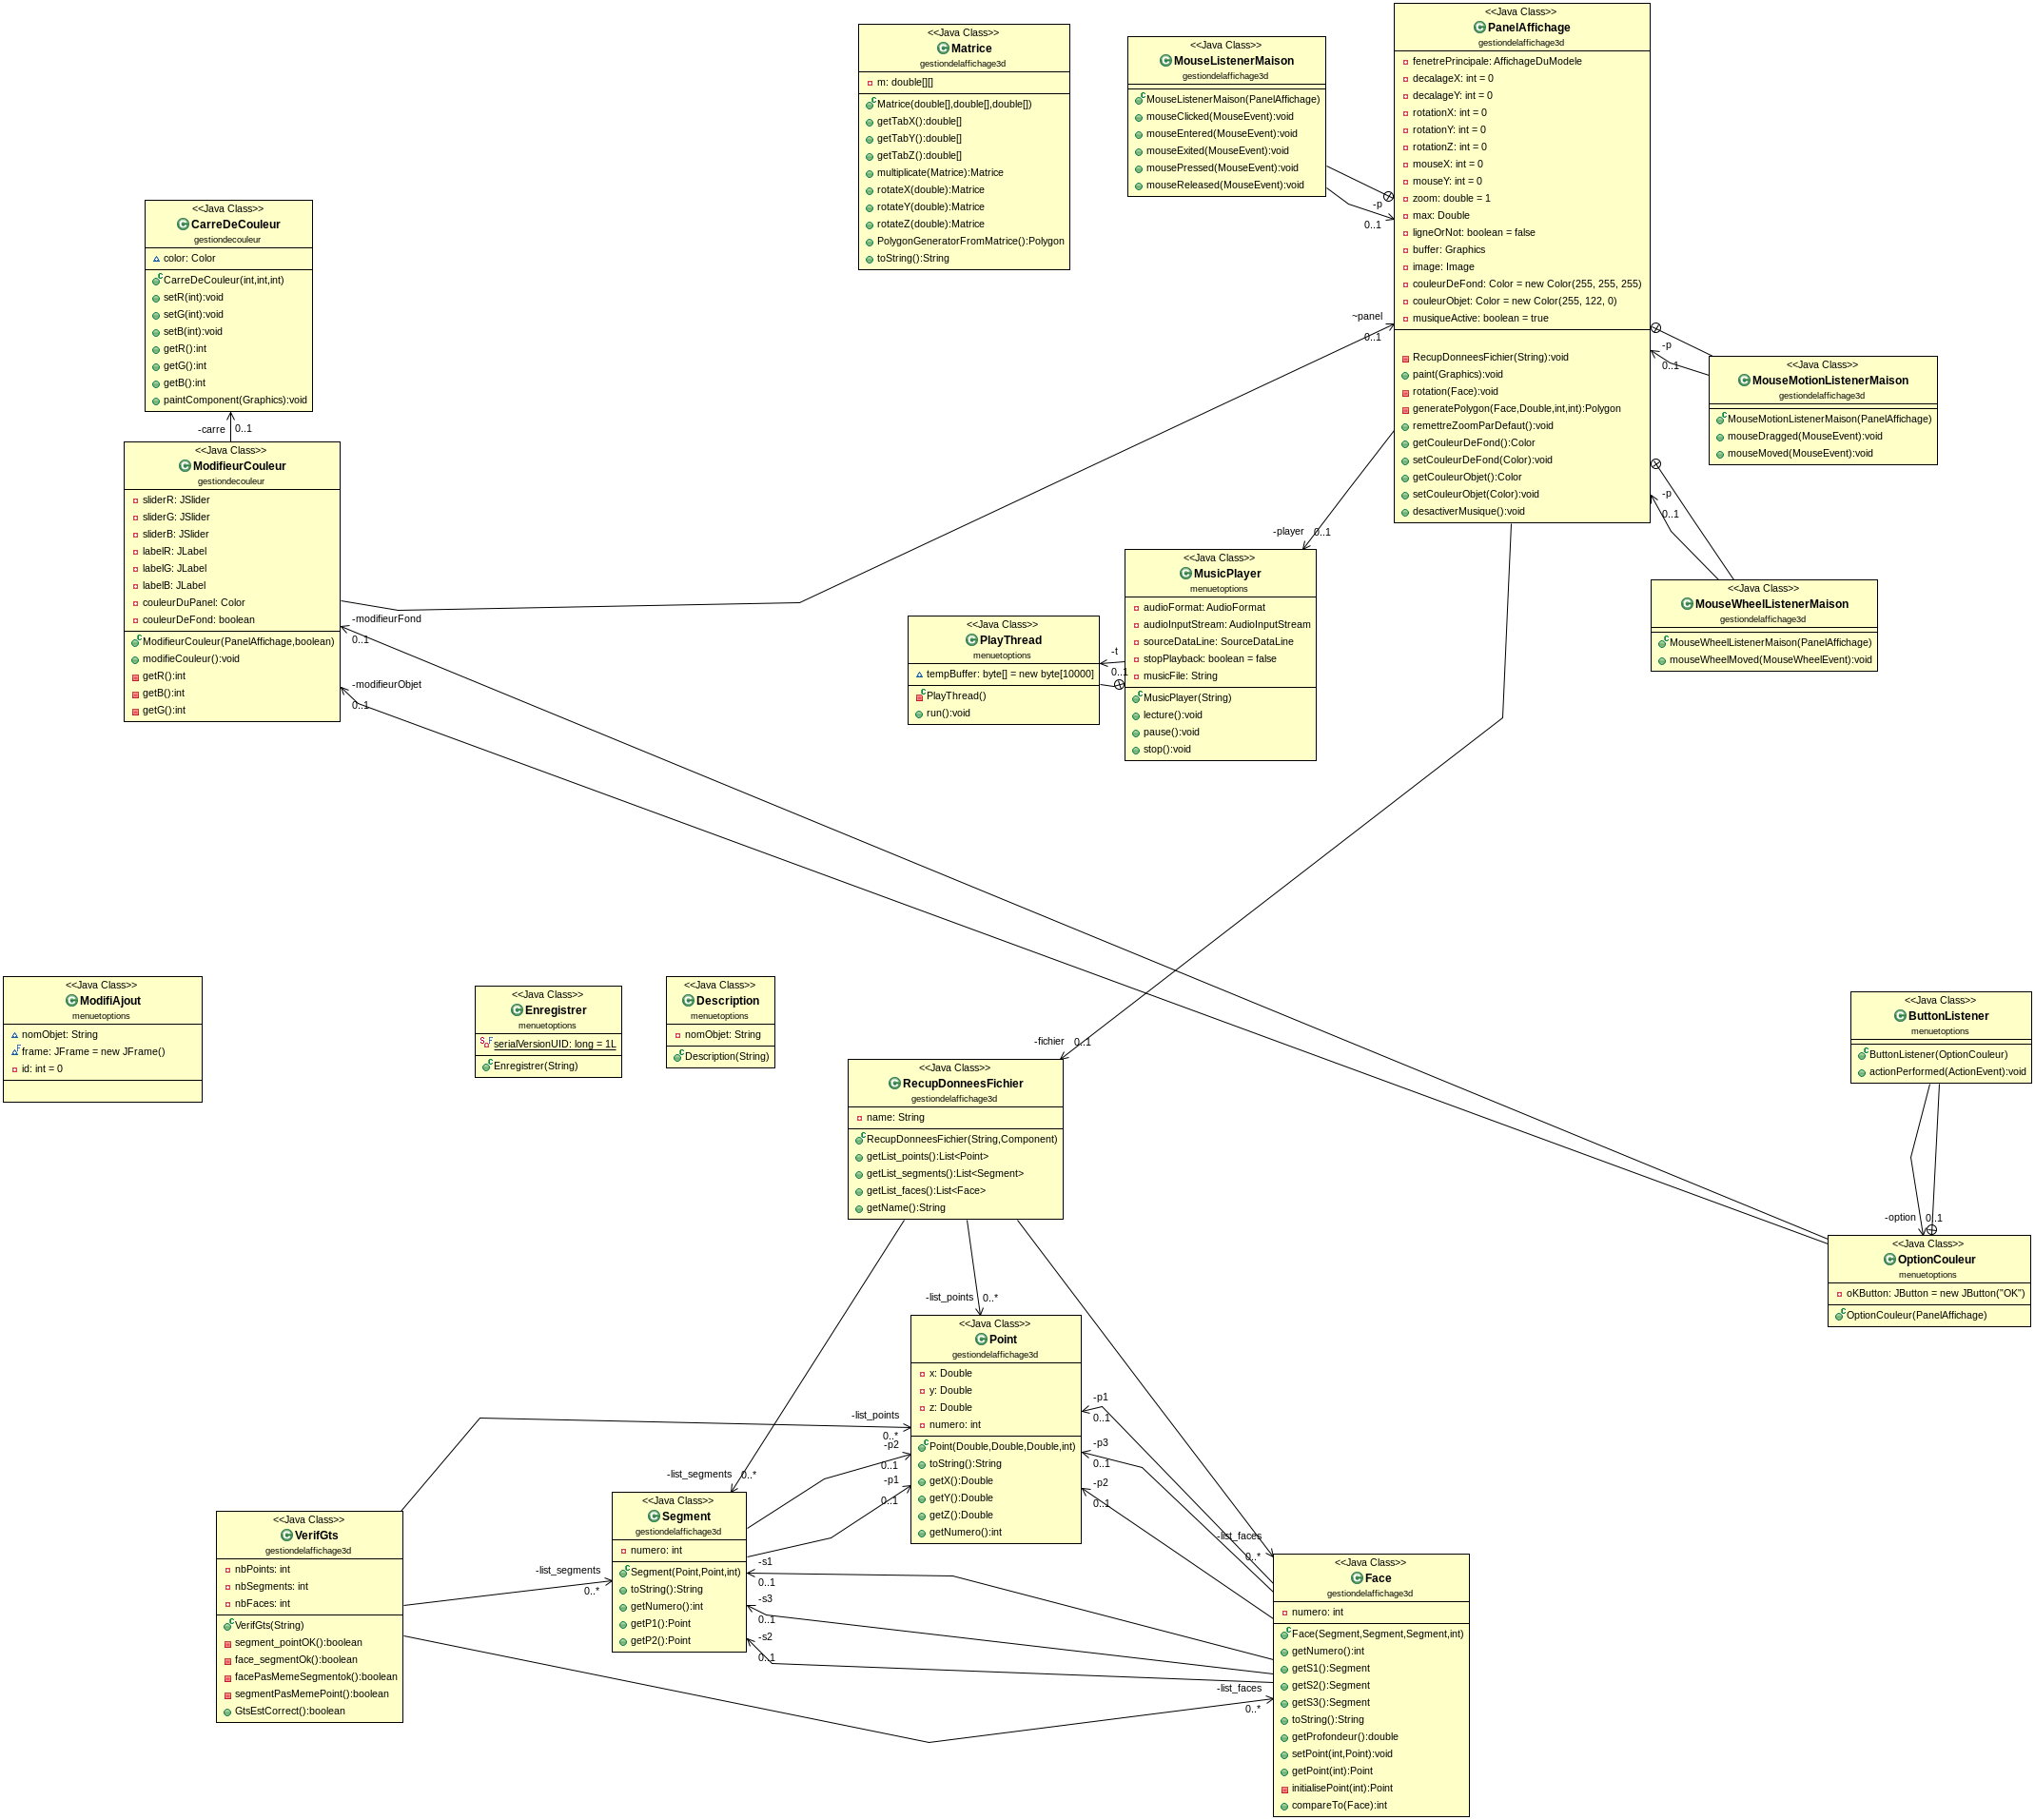 <<Java Class>>
PanelAffichage
gestiondelaffichage3d
fenetrePrincipale: AffichageDuModele
decalageX: int = 0
decalageY: int = 0
rotationX: int = 0
rotationY: int = 0
rotationZ: int = 0
mouseX: int = 0
mouseY: int = 0
zoom: double = 1
max: Double
ligneOrNot: boolean = false
buffer: Graphics
image: Image
couleurDeFond: Color = new Color(255, 255, 255)
couleurObjet: Color = new Color(255, 122, 0)
musiqueActive: boolean = true
RecupDonneesFichier(String):void
paint(Graphics):void
rotation(Face):void
generatePolygon(Face,Double,int,int):Polygon
remettreZoomParDefaut():void
getCouleurDeFond():Color
setCouleurDeFond(Color):void
getCouleurObjet():Color
setCouleurObjet(Color):void
desactiverMusique():void
<<Java Class>>
Matrice
gestiondelaffichage3d
m: double[][]
Matrice(double[],double[],double[])
getTabX():double[]
getTabY():double[]
getTabZ():double[]
multiplicate(Matrice):Matrice
rotateX(double):Matrice
rotateY(double):Matrice
rotateZ(double):Matrice
PolygonGeneratorFromMatrice():Polygon
toString():String
<<Java Class>>
MouseListenerMaison
gestiondelaffichage3d
MouseListenerMaison(PanelAffichage)
mouseClicked(MouseEvent):void
mouseEntered(MouseEvent):void
mouseExited(MouseEvent):void
mousePressed(MouseEvent):void
mouseReleased(MouseEvent):void
-p
0..1
<<Java Class>>
CarreDeCouleur
gestiondecouleur
color: Color
CarreDeCouleur(int,int,int)
setR(int):void
setG(int):void
setB(int):void
getR():int
getG():int
getB():int
paintComponent(Graphics):void
-carre
0..1
~panel
0..1
-p
0..1
<<Java Class>>
MouseMotionListenerMaison
gestiondelaffichage3d
MouseMotionListenerMaison(PanelAffichage)
mouseDragged(MouseEvent):void
mouseMoved(MouseEvent):void
<<Java Class>>
ModifieurCouleur
gestiondecouleur
sliderR: JSlider
sliderG: JSlider
sliderB: JSlider
labelR: JLabel
labelG: JLabel
labelB: JLabel
couleurDuPanel: Color
couleurDeFond: boolean
ModifieurCouleur(PanelAffichage,boolean)
modifieCouleur():void
getR():int
getB():int
getG():int
-modifieurFond
0..1
-modifieurObjet
0..1
-p
0..1
-player
0..1
<<Java Class>>
MusicPlayer
menuetoptions
audioFormat: AudioFormat
audioInputStream: AudioInputStream
sourceDataLine: SourceDataLine
stopPlayback: boolean = false
musicFile: String
MusicPlayer(String)
lecture():void
pause():void
stop():void
<<Java Class>>
PlayThread
menuetoptions
tempBuffer: byte[] = new byte[10000]
PlayThread()
run():void
-t
0..1
<<Java Class>>
MouseWheelListenerMaison
gestiondelaffichage3d
MouseWheelListenerMaison(PanelAffichage)
mouseWheelMoved(MouseWheelEvent):void
<<Java Class>>
ModifiAjout
menuetoptions
nomObjet: String
frame: JFrame = new JFrame()
id: int = 0
<<Java Class>>
Enregistrer
menuetoptions
serialVersionUID: long = 1L
Enregistrer(String)
<<Java Class>>
Description
menuetoptions
nomObjet: String
Description(String)
-fichier
0..1
<<Java Class>>
RecupDonneesFichier
gestiondelaffichage3d
name: String
RecupDonneesFichier(String,Component)
getList_points():List<Point>
getList_segments():List<Segment>
getList_faces():List<Face>
getName():String
<<Java Class>>
ButtonListener
menuetoptions
ButtonListener(OptionCouleur)
actionPerformed(ActionEvent):void
-option
0..1
<<Java Class>>
OptionCouleur
menuetoptions
oKButton: JButton = new JButton("OK")
OptionCouleur(PanelAffichage)
-list_points
0..*
<<Java Class>>
Point
gestiondelaffichage3d
x: Double
y: Double
z: Double
numero: int
Point(Double,Double,Double,int)
toString():String
getX():Double
getY():Double
getZ():Double
getNumero():int
-list_points
0..*
-p2
0..1
-p1
0..1
-p1
0..1
-p3
0..1
-p2
0..1
-list_segments
0..*
<<Java Class>>
Segment
gestiondelaffichage3d
numero: int
Segment(Point,Point,int)
toString():String
getNumero():int
getP1():Point
getP2():Point
<<Java Class>>
VerifGts
gestiondelaffichage3d
nbPoints: int
nbSegments: int
nbFaces: int
VerifGts(String)
segment_pointOK():boolean
face_segmentOk():boolean
facePasMemeSegmentok():boolean
segmentPasMemePoint():boolean
GtsEstCorrect():boolean
-list_segments
0..*
-s1
0..1
-s3
0..1
-s2
0..1
-list_faces
0..*
-list_faces
0..*
<<Java Class>>
Face
gestiondelaffichage3d
numero: int
Face(Segment,Segment,Segment,int)
getNumero():int
getS1():Segment
getS2():Segment
getS3():Segment
toString():String
getProfondeur():double
setPoint(int,Point):void
getPoint(int):Point
initialisePoint(int):Point
compareTo(Face):int